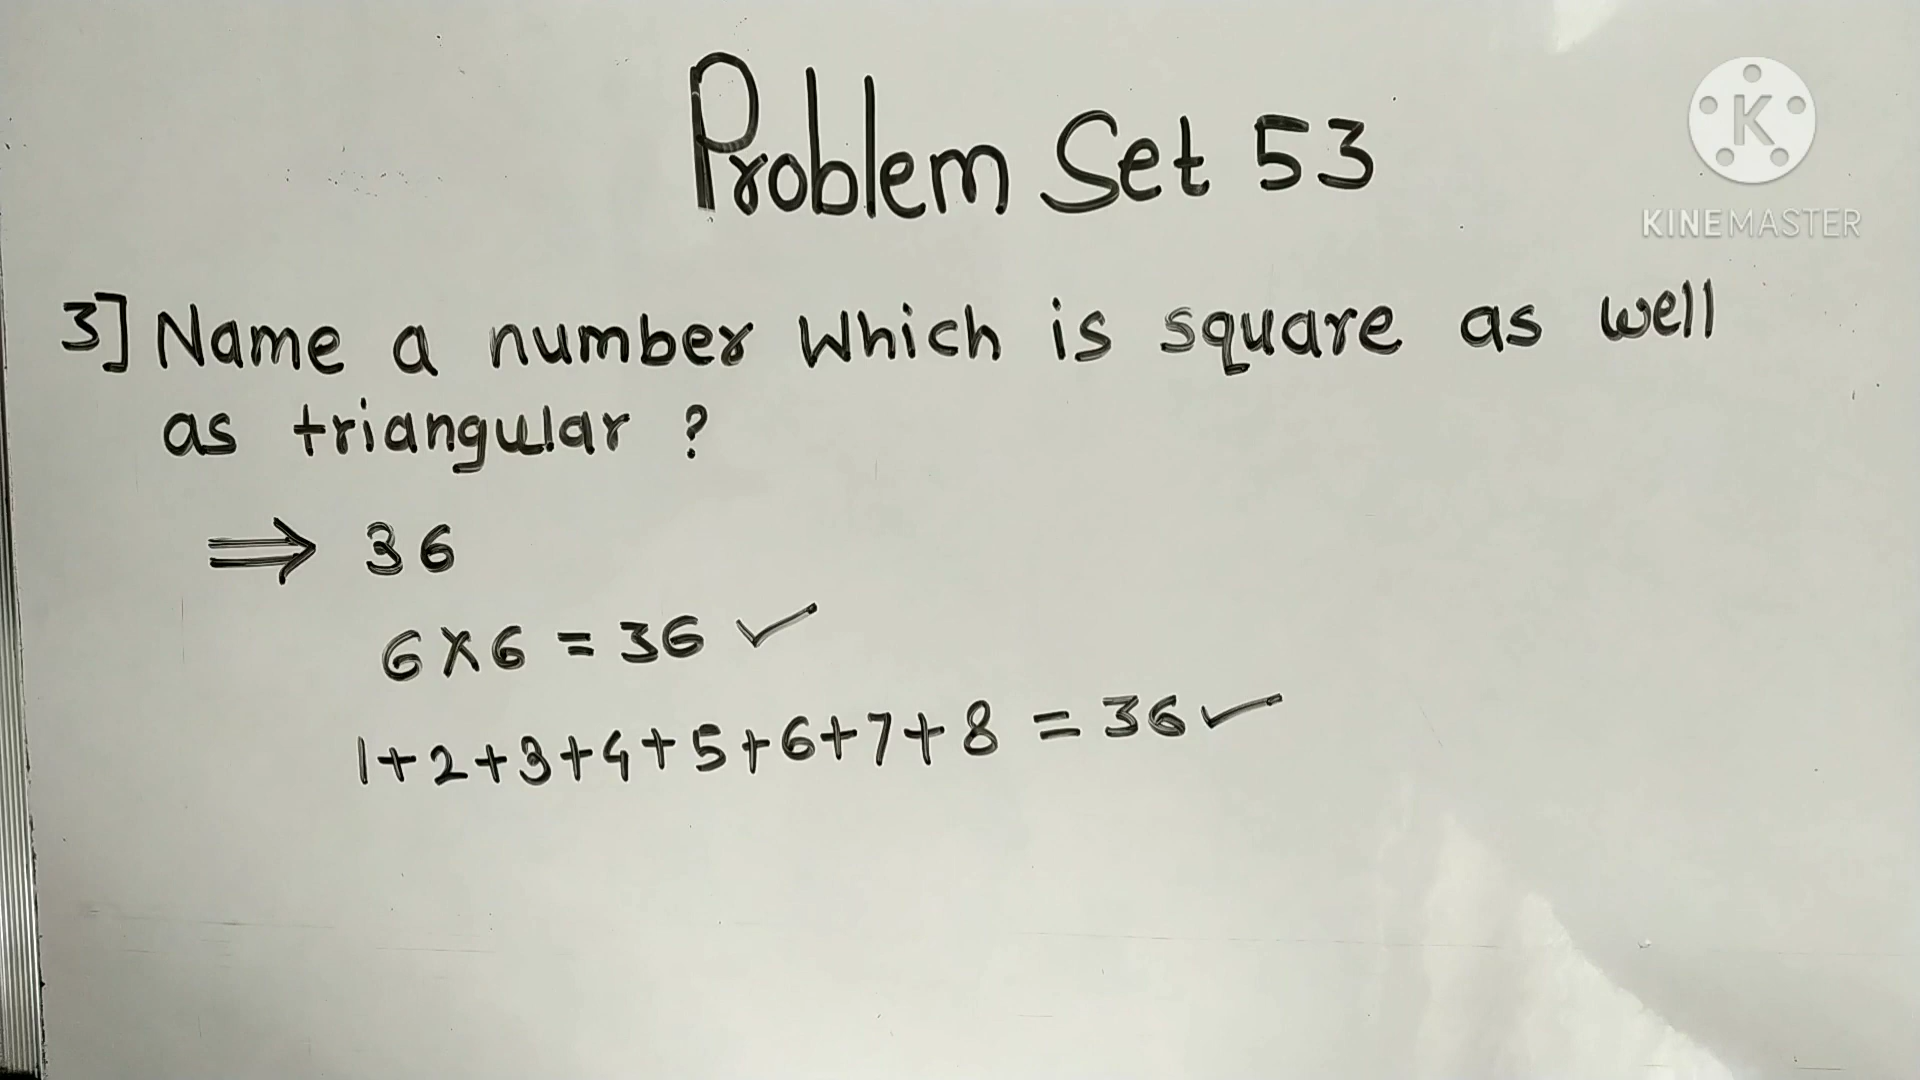 Problem Set 53
K
KINEMASTER
3] Name a number Which is square as well
as triangular ?
⇒ 36
6×6 = 36 ✓
1+2+3+4+5+6+7+8 = 36 ✓